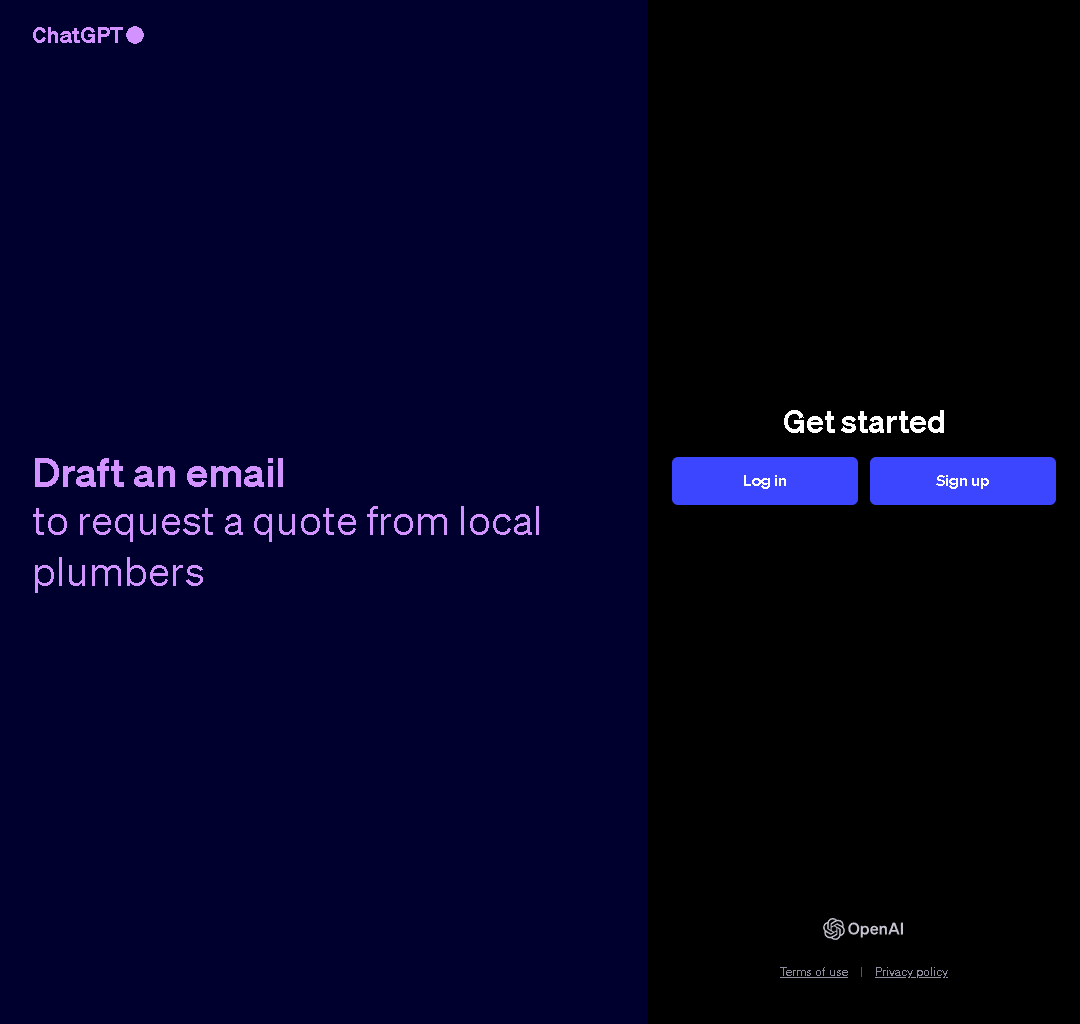 ChatGPT
Draft an email
to request a quote from local
plumbers
Get started
Log in
Sign up
OpenAI
Terms of use | Privacy policy